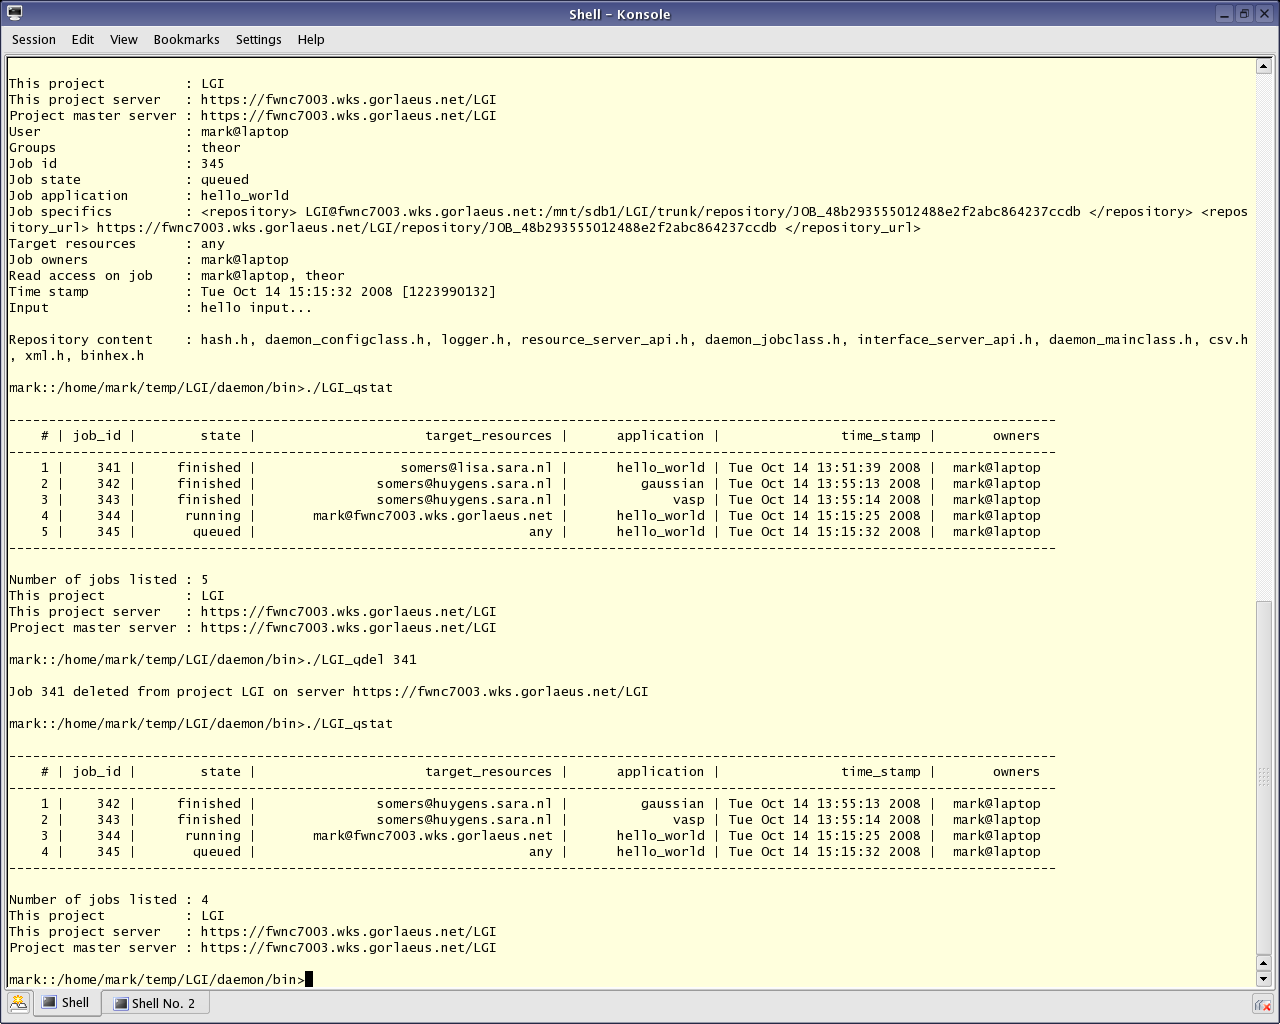 Shell - Konsole
Session Edit View Bookmarks Settings Help
This project          : LGI
This project server   : https://fwnc7003.wks.gorlaeus.net/LGI
Project master server : https://fwnc7003.wks.gorlaeus.net/LGI
User                  : mark@laptop
Groups                : theor
Job id                : 345
Job state             : queued
Job application       : hello_world
Job specifics         : <repository> LGI@fwnc7003.wks.gorlaeus.net:/mnt/sdb1/LGI/trunk/repository/JOB_48b293555012488e2f2abc864237ccdb </repository> <repos
itory_url> https://fwnc7003.wks.gorlaeus.net/LGI/repository/JOB_48b293555012488e2f2abc864237ccdb </repository_url>
Target resources      : any
Job owners            : mark@laptop
Read access on job    : mark@laptop, theor
Time stamp            : Tue Oct 14 15:15:32 2008 [1223990132]
Input                 : hello input...
Repository content    : hash.h, daemon_configclass.h, logger.h, resource_server_api.h, daemon_jobclass.h, interface_server_api.h, daemon_mainclass.h, csv.h
, xml.h, binhex.h
mark::/home/mark/temp/LGI/daemon/bin>./LGI_qstat
-----------------------------------------------------------------------------------------------------------------------------------
    # | job_id |        state |                     target_resources |      application |               time_stamp |       owners
-----------------------------------------------------------------------------------------------------------------------------------
    1 |    341 |     finished |                  somers@lisa.sara.nl |      hello_world | Tue Oct 14 13:51:39 2008 |  mark@laptop
    2 |    342 |     finished |               somers@huygens.sara.nl |         gaussian | Tue Oct 14 13:55:13 2008 |  mark@laptop
    3 |    343 |     finished |               somers@huygens.sara.nl |             vasp | Tue Oct 14 13:55:14 2008 |  mark@laptop
    4 |    344 |      running |       mark@fwnc7003.wks.gorlaeus.net |      hello_world | Tue Oct 14 15:15:25 2008 |  mark@laptop
    5 |    345 |       queued |                                  any |      hello_world | Tue Oct 14 15:15:32 2008 |  mark@laptop
-----------------------------------------------------------------------------------------------------------------------------------
Number of jobs listed : 5
This project          : LGI
This project server   : https://fwnc7003.wks.gorlaeus.net/LGI
Project master server : https://fwnc7003.wks.gorlaeus.net/LGI
mark::/home/mark/temp/LGI/daemon/bin>./LGI_qdel 341
Job 341 deleted from project LGI on server https://fwnc7003.wks.gorlaeus.net/LGI
mark::/home/mark/temp/LGI/daemon/bin>./LGI_qstat
-----------------------------------------------------------------------------------------------------------------------------------
    # | job_id |        state |                     target_resources |      application |               time_stamp |       owners
-----------------------------------------------------------------------------------------------------------------------------------
    1 |    342 |     finished |               somers@huygens.sara.nl |         gaussian | Tue Oct 14 13:55:13 2008 |  mark@laptop
    2 |    343 |     finished |               somers@huygens.sara.nl |             vasp | Tue Oct 14 13:55:14 2008 |  mark@laptop
    3 |    344 |      running |       mark@fwnc7003.wks.gorlaeus.net |      hello_world | Tue Oct 14 15:15:25 2008 |  mark@laptop
    4 |    345 |       queued |                                  any |      hello_world | Tue Oct 14 15:15:32 2008 |  mark@laptop
-----------------------------------------------------------------------------------------------------------------------------------
Number of jobs listed : 4
This project          : LGI
This project server   : https://fwnc7003.wks.gorlaeus.net/LGI
Project master server : https://fwnc7003.wks.gorlaeus.net/LGI
mark::/home/mark/temp/LGI/daemon/bin>
Shell Shell No. 2